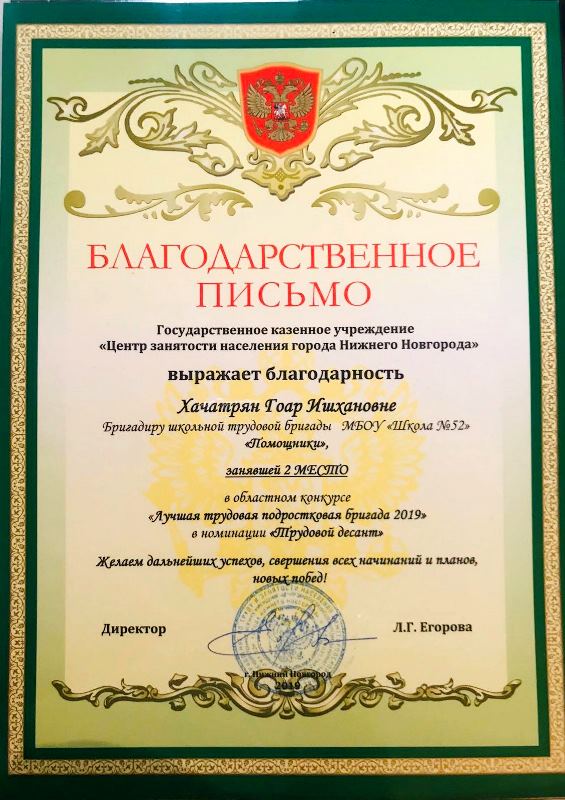 БЛАГОДАРСТВЕННОЕ
ПИСЬМО
Государственное казенное учреждение
«Центр занятости населения города Нижнего Новгорода»
выражает благодарность
Хачатрян Гоар Ишхановне
Бригадиру школьной трудовой бригады МБОУ «Школа №52»
«Помощники»,
занявшей 2 МЕСТО
в областном конкурсе
«Лучшая трудовая подростковая бригада 2019»
в номинации «Трудовой десант»
Желаем дальнейших успехов, свершения всех начинаний и планов,
новых побед!
Директор Л.Г. Егорова
г. Нижний Новгород
2019